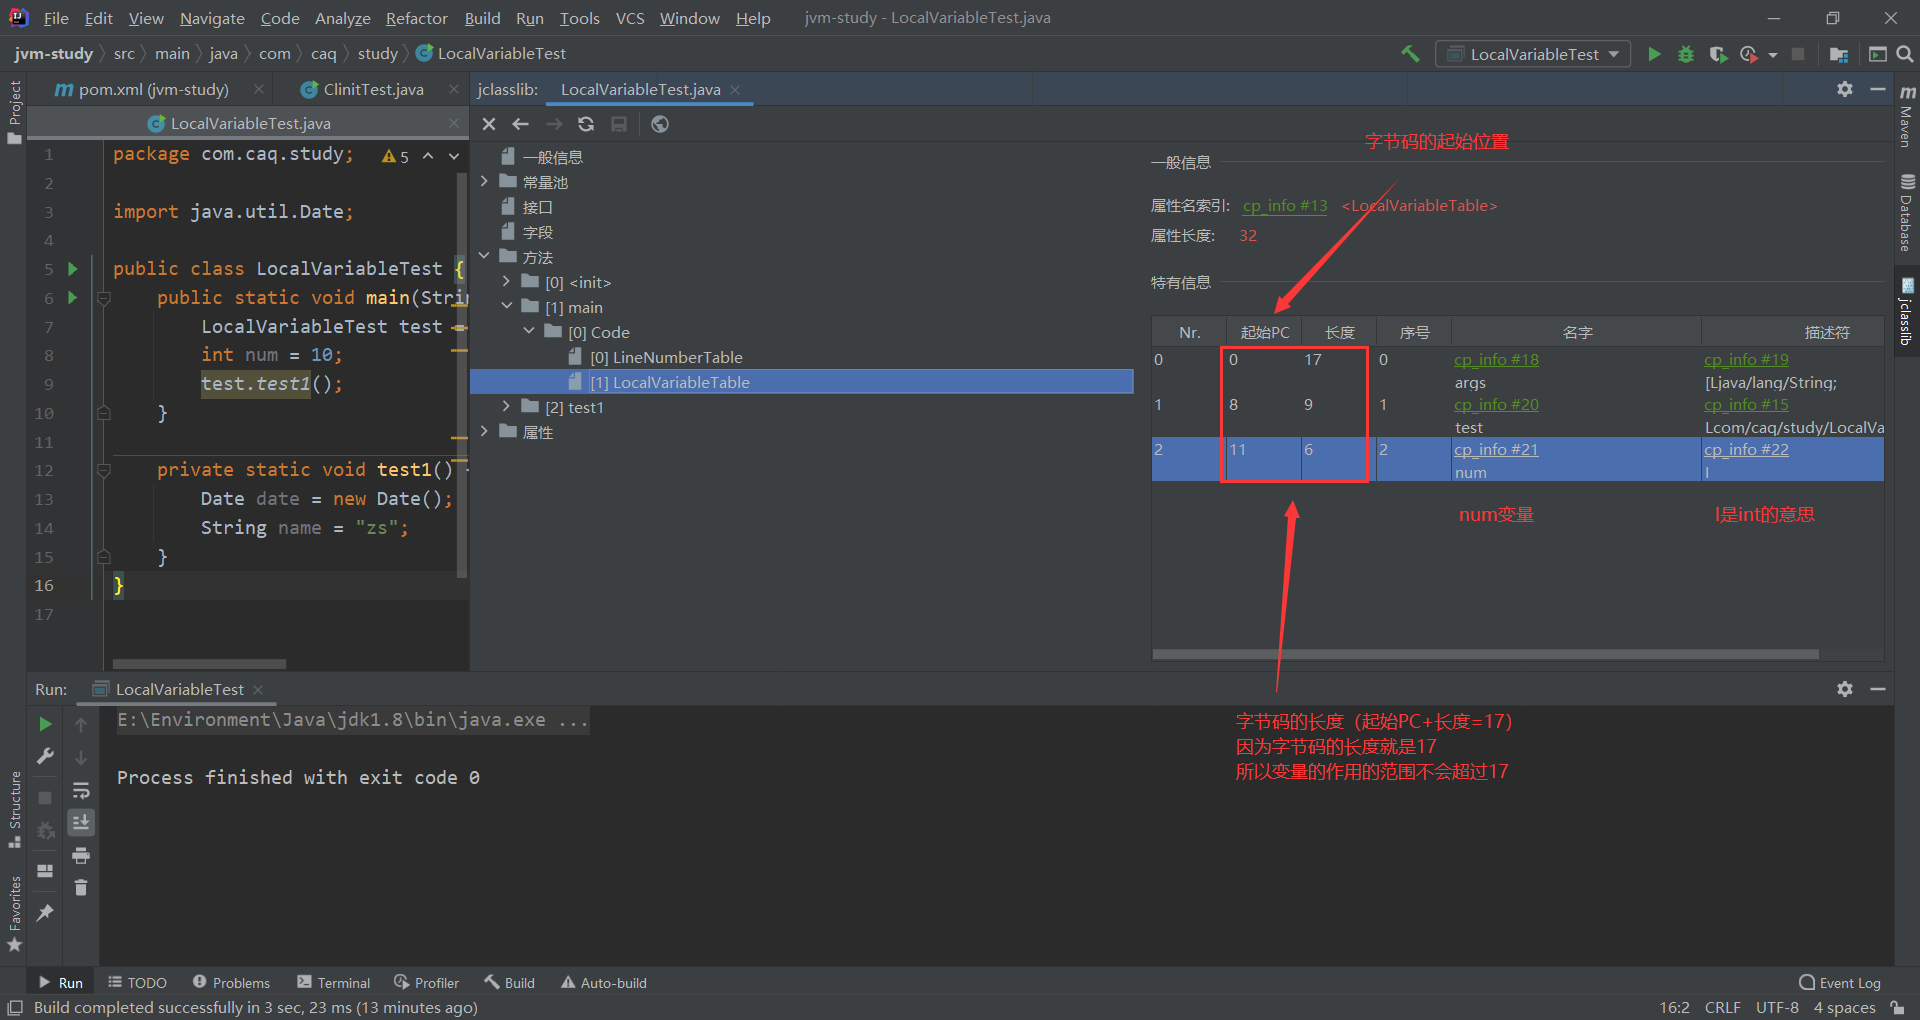 File Edit View Navigate Code Analyze Refactor Build Run Tools VCS Window Help jvm-study - LocalVariableTest.java
jvm-study src main java com caq study LocalVariableTest
LocalVariableTest
pom.xml (jvm-study)
ClinitTest.java
LocalVariableTest.java
jclasslib: LocalVariableTest.java
Project
Structure
Favorites
Maven
Database
jclasslib
5
1 package com.caq.study;
2
3 import java.util.Date;
4
5 public class LocalVariableTest {
6 public static void main(Strin
7 LocalVariableTest test =
8 int num = 10;
9 test.test1();
10 }
11
12 private static void test1()
13 Date date = new Date();
14 String name = "zs";
15 }
16 }
17
一般信息
常量池
接口
字段
方法
[0] <init>
[1] main
[0] Code
[0] LineNumberTable
[1] LocalVariableTable
[2] test1
属性
字节码的起始位置
一般信息
属性名索引: cp_info #13 <LocalVariableTable>
属性长度: 32
特有信息
Nr. 起始PC 长度 序号 名字 描述符
0 0 17 0 cp_info #18 cp_info #19
args [Ljava/lang/String;
1 8 9 1 cp_info #20 cp_info #15
test Lcom/caq/study/LocalVa
2 11 6 2 cp_info #21 cp_info #22
num I
num变量 I是int的意思
字节码的长度（起始PC+长度=17）
因为字节码的长度就是17
所以变量的作用的范围不会超过17
Run: LocalVariableTest
E:\Environment\Java\jdk1.8\bin\java.exe ...
Process finished with exit code 0
Run TODO Problems Terminal Profiler Build Auto-build Event Log
Build completed successfully in 3 sec, 23 ms (13 minutes ago) 16:2 CRLF UTF-8 4 spaces